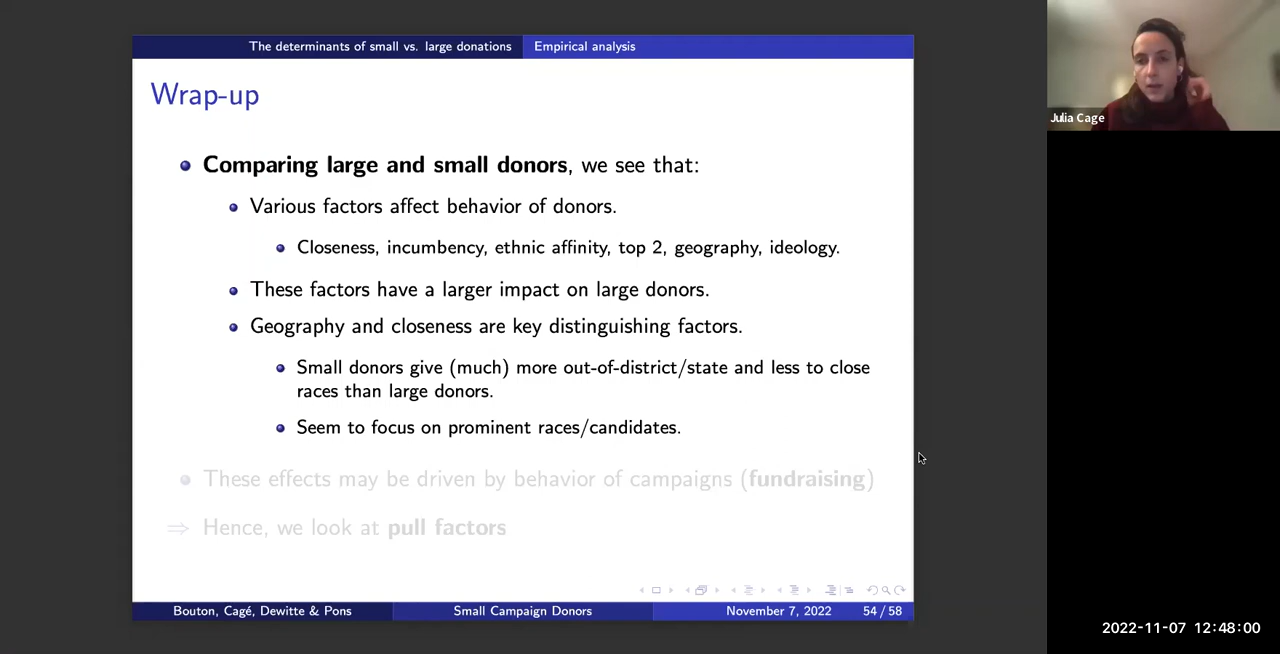 The determinants of small vs. large donations Empirical analysis
Wrap-up
Comparing large and small donors, we see that:
Various factors affect behavior of donors.
Closeness, incumbency, ethnic affinity, top 2, geography, ideology.
These factors have a larger impact on large donors.
Geography and closeness are key distinguishing factors.
Small donors give (much) more out-of-district/state and less to close
races than large donors.
Seem to focus on prominent races/candidates.
These effects may be driven by behavior of campaigns (fundraising)
⇒ Hence, we look at pull factors
Bouton, Cagé, Dewitte & Pons Small Campaign Donors November 7, 2022 54 / 58
Julia Cage
2022-11-07 12:48:00